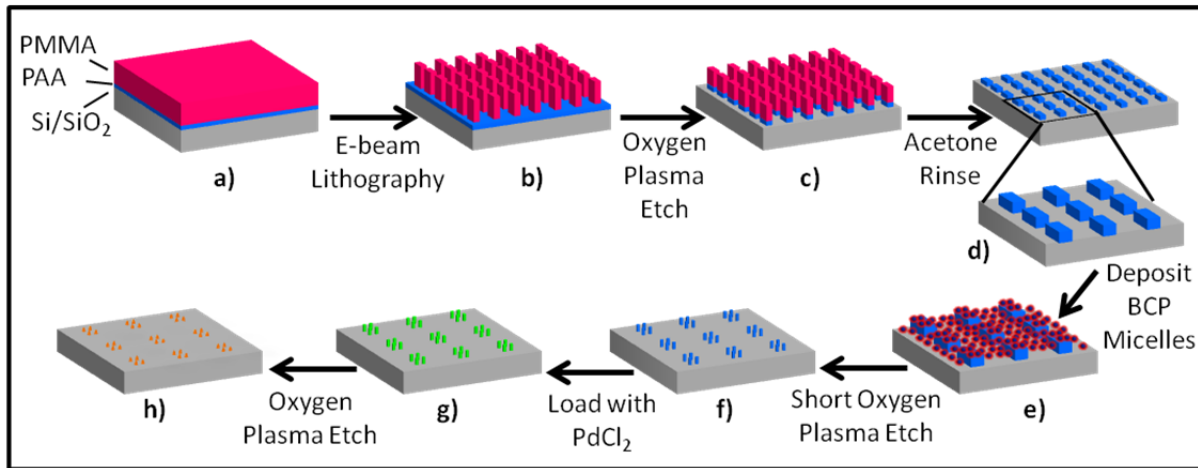 PMMA
PAA
Si/SiO₂
a)
E-beam
Lithography
b)
Oxygen
Plasma
Etch
c)
Acetone
Rinse
d)
Deposit
BCP
Micelles
e)
Short Oxygen
Plasma Etch
f)
Load with
PdCl₂
g)
Oxygen
Plasma Etch
h)